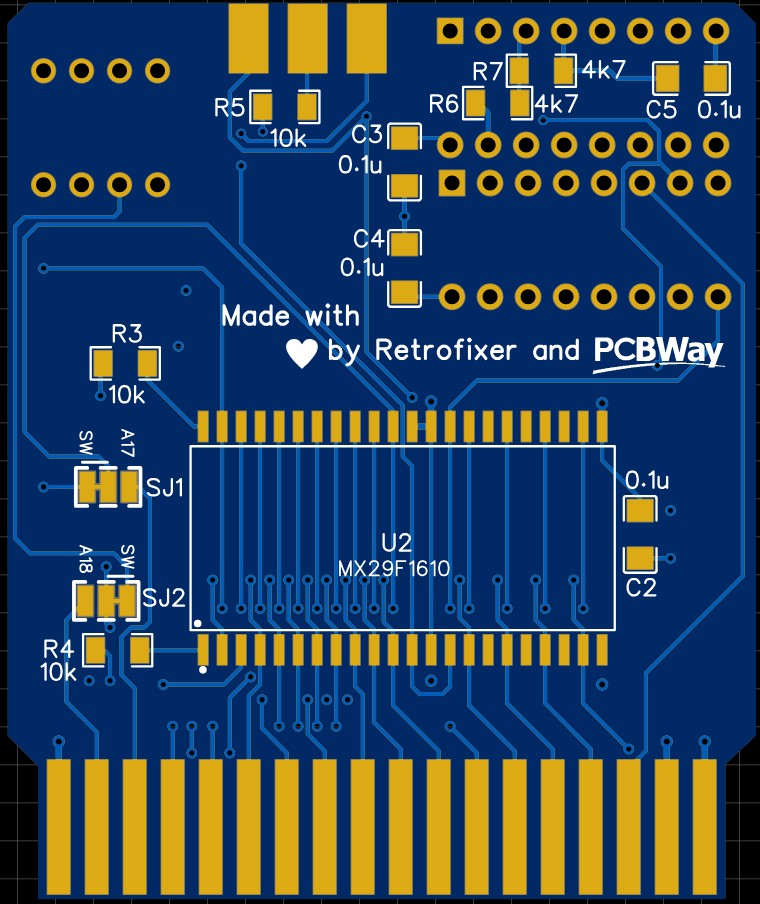 R7
4k7
R5
R6
4k7
C5
0.1u
10k
C3
0.1u
C4
0.1u
Made with
by Retrofixer and PCBWay
R3
10k
SW
A17
SJ1
0.1u
U2
MX29F1610
C2
A18
SW
SJ2
R4
10k